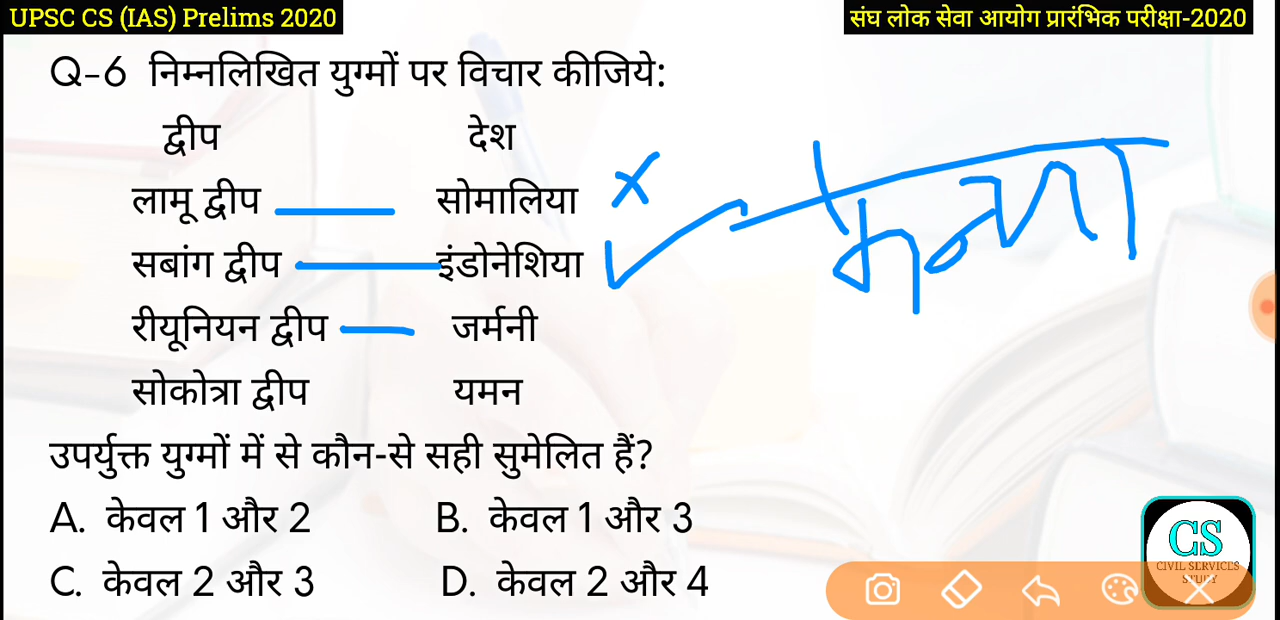 UPSC CS (IAS) Prelims 2020
संघ लोक सेवा आयोग प्रारंभिक परीक्षा-2020
Q-6 निम्नलिखित युग्मों पर विचार कीजिये:
द्वीप देश
लामू द्वीप सोमालिया
सबांग द्वीप इंडोनेशिया
रीयूनियन द्वीप जर्मनी
सोकोत्रा द्वीप यमन
उपर्युक्त युग्मों में से कौन-से सही सुमेलित हैं?
A. केवल 1 और 2 B. केवल 1 और 3
C. केवल 2 और 3 D. केवल 2 और 4
CS
CIVIL SERVICES
STUDY